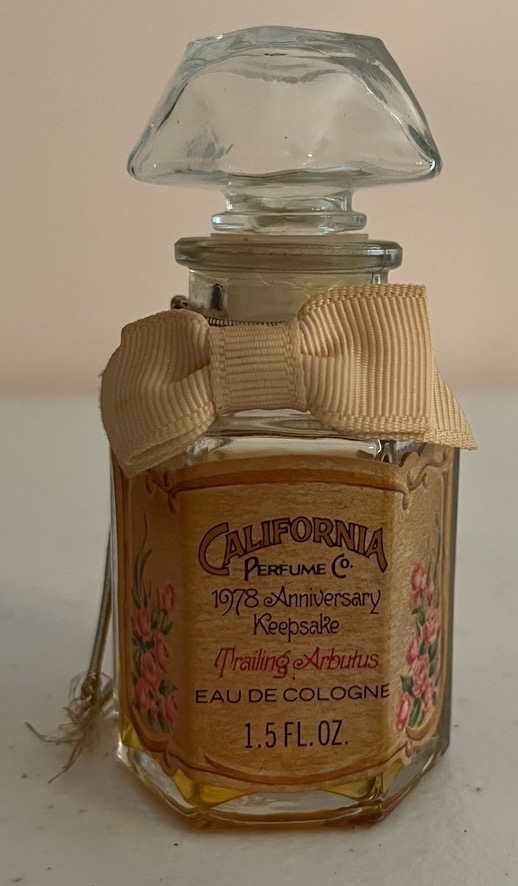 CALIFORNIA
PERFUME CO.
1978 Anniversary
Keepsake
Trailing Arbutus
EAU DE COLOGNE
1.5 FL. OZ.